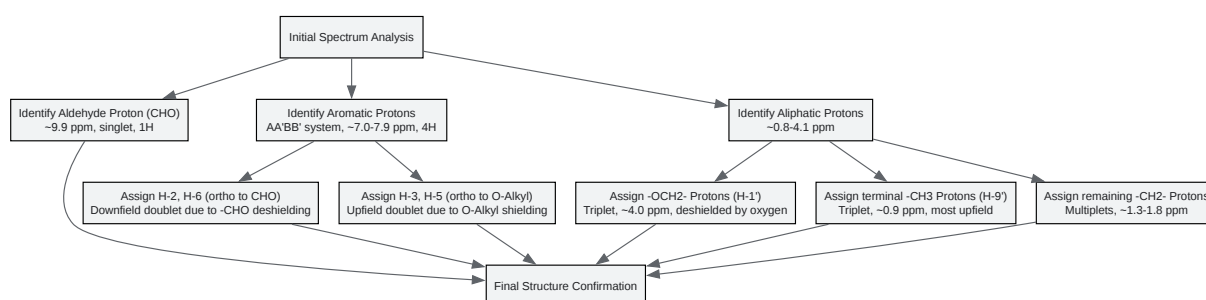 Initial Spectrum Analysis
Identify Aldehyde Proton (CHO)
~9.9 ppm, singlet, 1H
Identify Aromatic Protons
AA'BB' system, ~7.0-7.9 ppm, 4H
Identify Aliphatic Protons
~0.8-4.1 ppm
Assign H-2, H-6 (ortho to CHO)
Downfield doublet due to -CHO deshielding
Assign H-3, H-5 (ortho to O-Alkyl)
Upfield doublet due to O-Alkyl shielding
Assign -OCH2- Protons (H-1')
Triplet, ~4.0 ppm, deshielded by oxygen
Assign terminal -CH3 Protons (H-9')
Triplet, ~0.9 ppm, most upfield
Assign remaining -CH2- Protons
Multiplets, ~1.3-1.8 ppm
Final Structure Confirmation